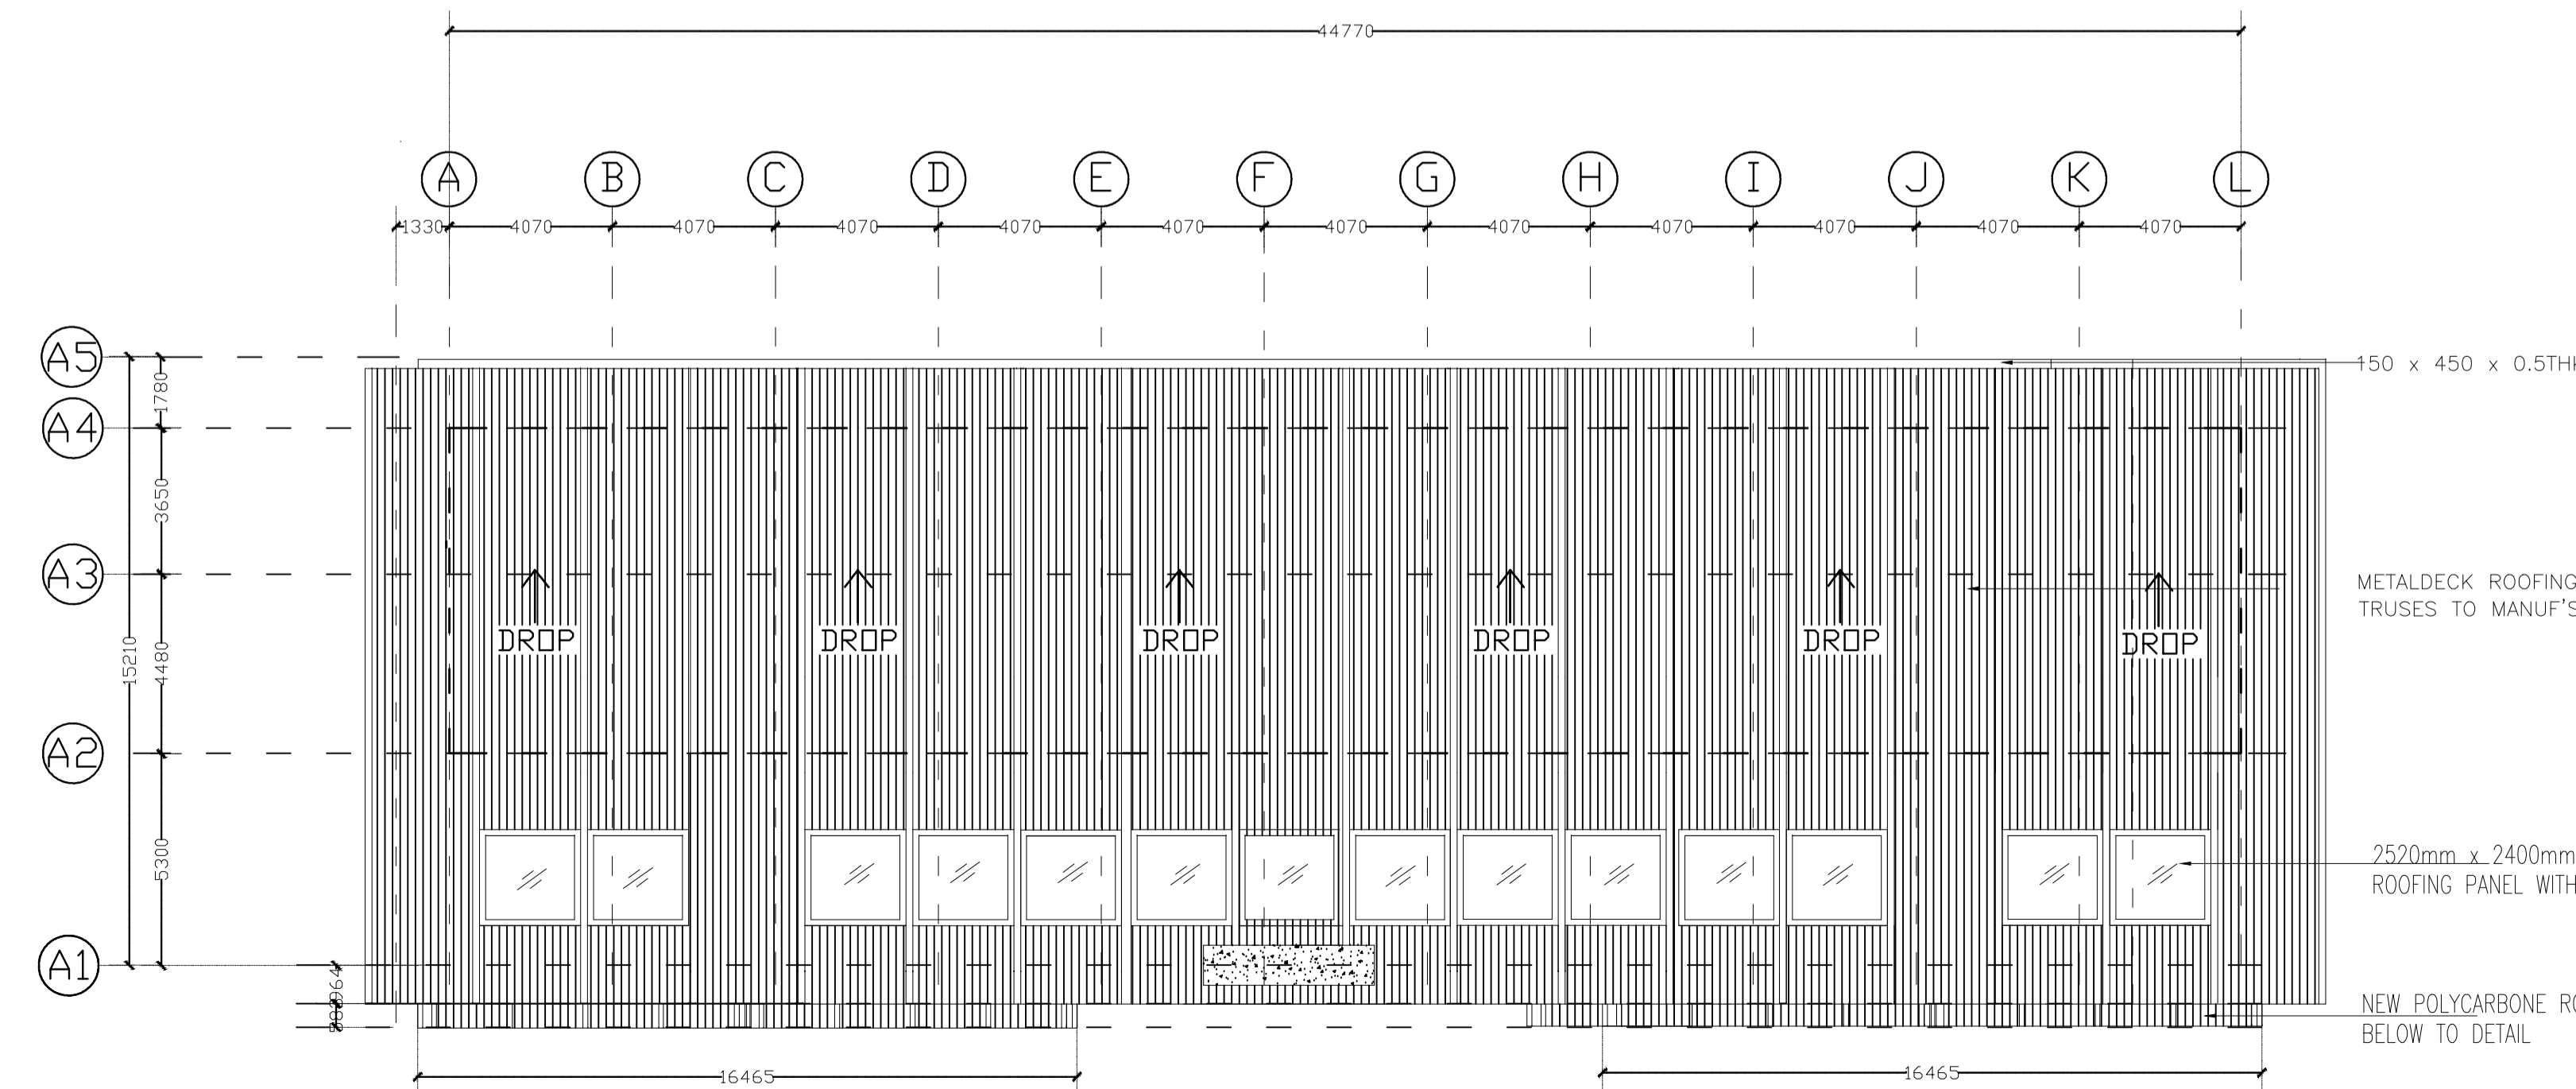 44770
A B C D E F G H I J K L
1330 4070 4070 4070 4070 4070 4070 4070 4070 4070 4070 4070
A5
150 x 450 x 0.5TH
1780
A4
3650
A3
METALDECK ROOFING
TRUSES TO MANUF'S
DROP DROP DROP DROP DROP DROP
15210
4480
A2
5300
2520mm x 2400mm
ROOFING PANEL WITH
A1
964
NEW POLYCARBONE
BELOW TO DETAIL
16465 16465